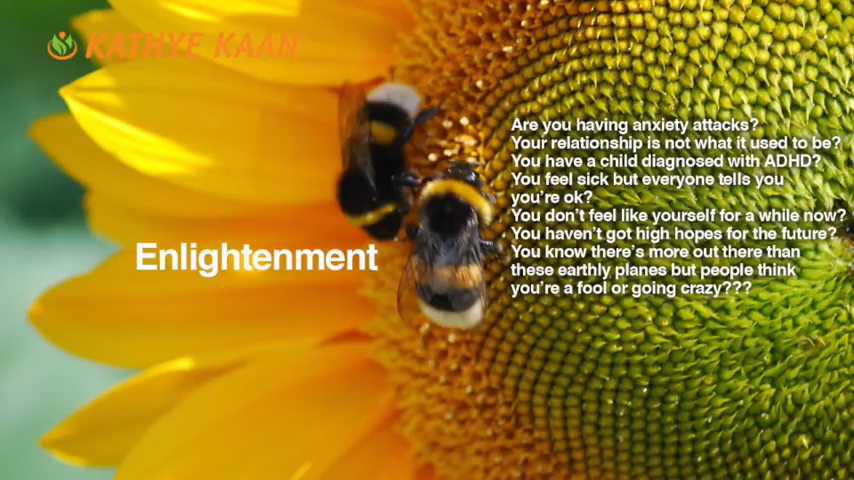 KATHYE KAAN
Enlightenment
Are you having anxiety attacks?
Your relationship is not what it used to be?
You have a child diagnosed with ADHD?
You feel sick but everyone tells you
you're ok?
You don't feel like yourself for a while now?
You haven't got high hopes for the future?
You know there's more out there than
these earthly planes but people think
you're a fool or going crazy???